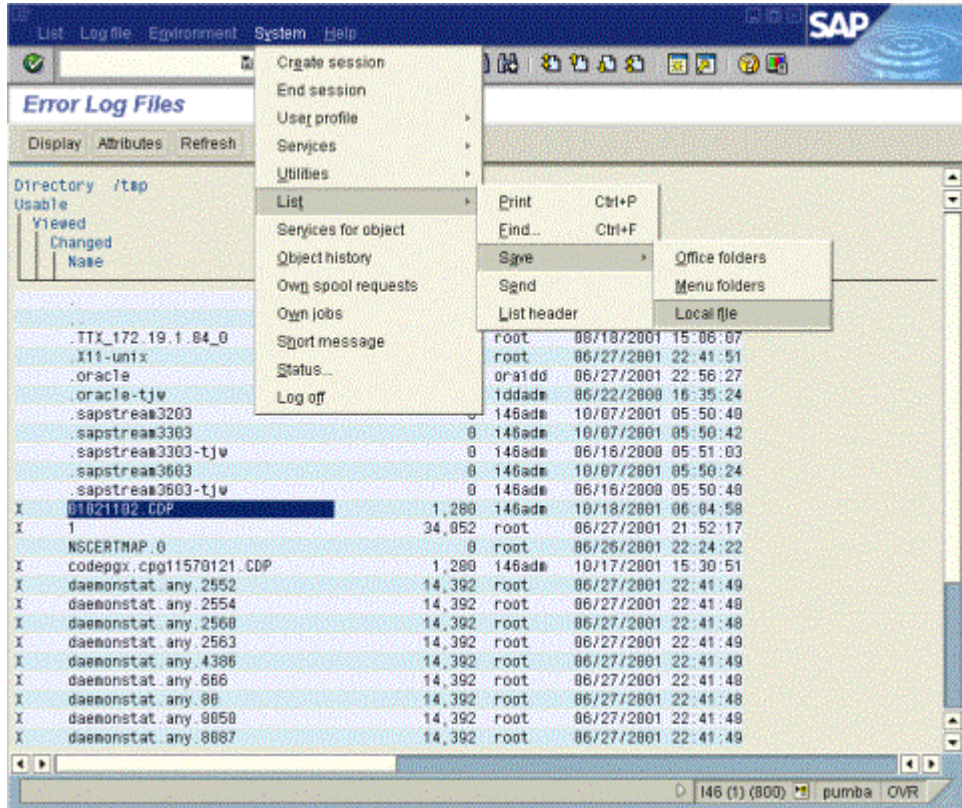 SAP
List Logfile Environment System Help
Error Log Files
Display Attributes Refresh
Create session
End session
User profile
Services
Utilities
List
Services for object
Object history
Own spool requests
Own jobs
Short message
Status...
Log off
Print Ctrl+P
Find... Ctrl+F
Save
Send
List header
Office folders
Menu folders
Local file
Directory /tmp
Usable
Viewed
Changed
Name
.TTX_172.19.1.84_0 root 08/18/2001 15:06:07
.X11-unix root 06/27/2001 22:41:51
.oracle oraidd 06/27/2001 22:56:27
.oracle-tjw iddadm 06/22/2000 16:35:24
.sapstream3203 0 i46adm 10/07/2001 05:50:40
.sapstream3303 0 i46adm 10/07/2001 05:50:42
.sapstream3303-tjw 0 i46adm 06/16/2000 05:51:03
.sapstream3603 0 i46adm 10/07/2001 05:50:24
.sapstream3603-tjw 0 i46adm 06/16/2000 05:50:48
X 01021102.CDP 1,280 i46adm 10/18/2001 06:04:58
X 1 34,052 root 06/27/2001 21:52:17
NSCERTMAP.0 0 root 06/26/2001 22:24:22
X codepgx.cpg11570121.CDP 1,280 i46adm 10/17/2001 15:30:51
X daemonstat.any.2552 14,392 root 06/27/2001 22:41:49
X daemonstat.any.2554 14,392 root 06/27/2001 22:41:48
X daemonstat.any.2560 14,392 root 06/27/2001 22:41:48
X daemonstat.any.2563 14,392 root 06/27/2001 22:41:49
X daemonstat.any.4386 14,392 root 06/27/2001 22:41:49
X daemonstat.any.666 14,392 root 06/27/2001 22:41:48
X daemonstat.any.80 14,392 root 06/27/2001 22:41:48
X daemonstat.any.8050 14,392 root 06/27/2001 22:41:48
X daemonstat.any.8087 14,392 root 06/27/2001 22:41:49
I46 (1) (800) pumba OVR